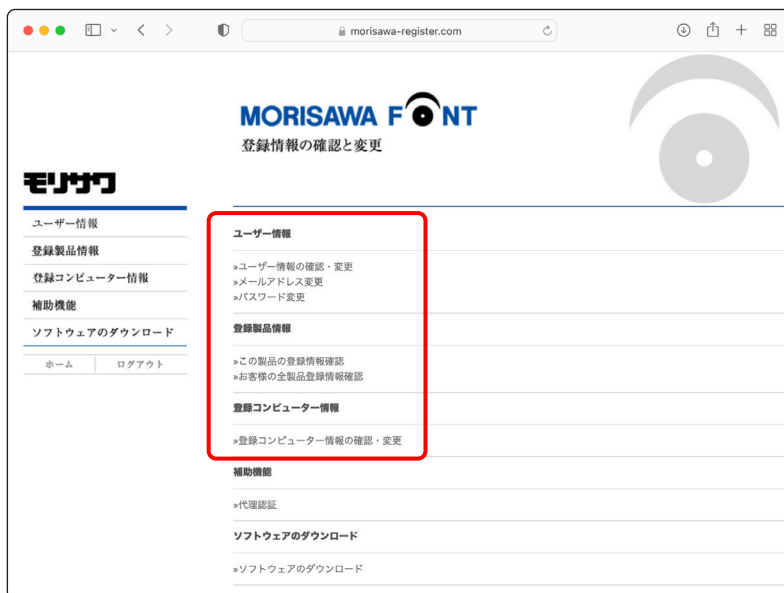 morisawa-register.com
MORISAWA FONT
登録情報の確認と変更
モリサワ
ユーザー情報
登録製品情報
登録コンピューター情報
補助機能
ソフトウェアのダウンロード
ホーム
ログアウト
ユーザー情報
»ユーザー情報の確認・変更
»メールアドレス変更
»パスワード変更
登録製品情報
»この製品の登録情報確認
»お客様の全製品登録情報確認
登録コンピューター情報
»登録コンピューター情報の確認・変更
補助機能
»代理認証
ソフトウェアのダウンロード
»ソフトウェアのダウンロード